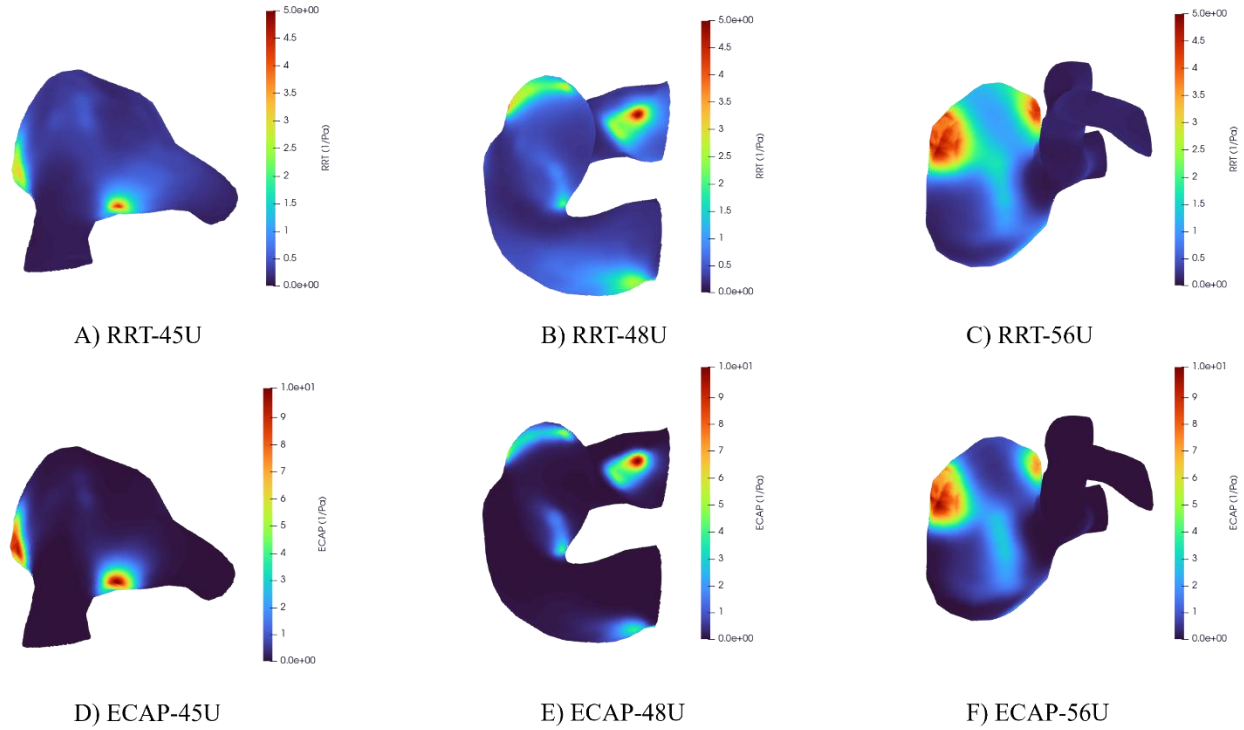 5.0e+00
4.5
4
3.5
3
2.5
2
1.5
1
0.5
0.0e+00
RRT (1/Pa)
5.0e+00
4.5
4
3.5
3
2.5
2
1.5
1
0.5
0.0e+00
RRT (1/Pa)
5.0e+00
4.5
4
3.5
3
2.5
2
1.5
1
0.5
0.0e+00
RRT (1/Pa)
A) RRT-45U
B) RRT-48U
C) RRT-56U
1.0e+01
9
8
7
6
5
4
3
2
1
0.0e+00
ECAP (1/Pa)
1.0e+01
9
8
7
6
5
4
3
2
1
0.0e+00
ECAP (1/Pa)
1.0e+01
9
8
7
6
5
4
3
2
1
0.0e+00
ECAP (1/Pa)
D) ECAP-45U
E) ECAP-48U
F) ECAP-56U